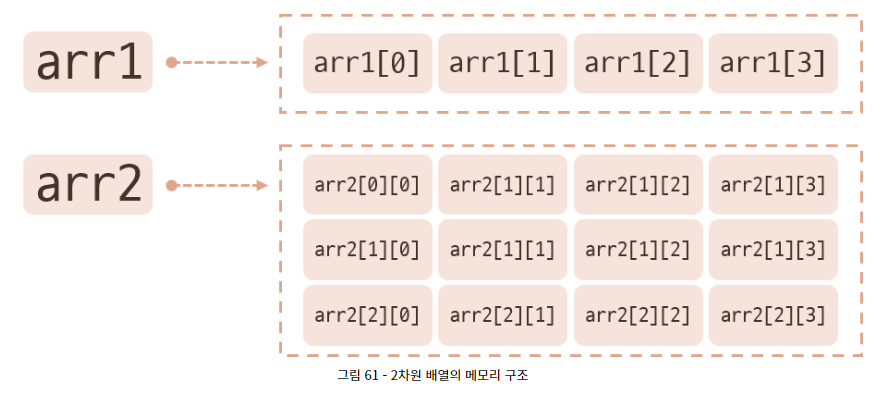 arr1 arr1[0] arr1[1] arr1[2] arr1[3]
arr2
arr2[0][0] arr2[1][1] arr2[1][2] arr2[1][3]
arr2[1][0] arr2[1][1] arr2[1][2] arr2[1][3]
arr2[2][0] arr2[2][1] arr2[2][2] arr2[2][3]
그림 61 - 2차원 배열의 메모리 구조